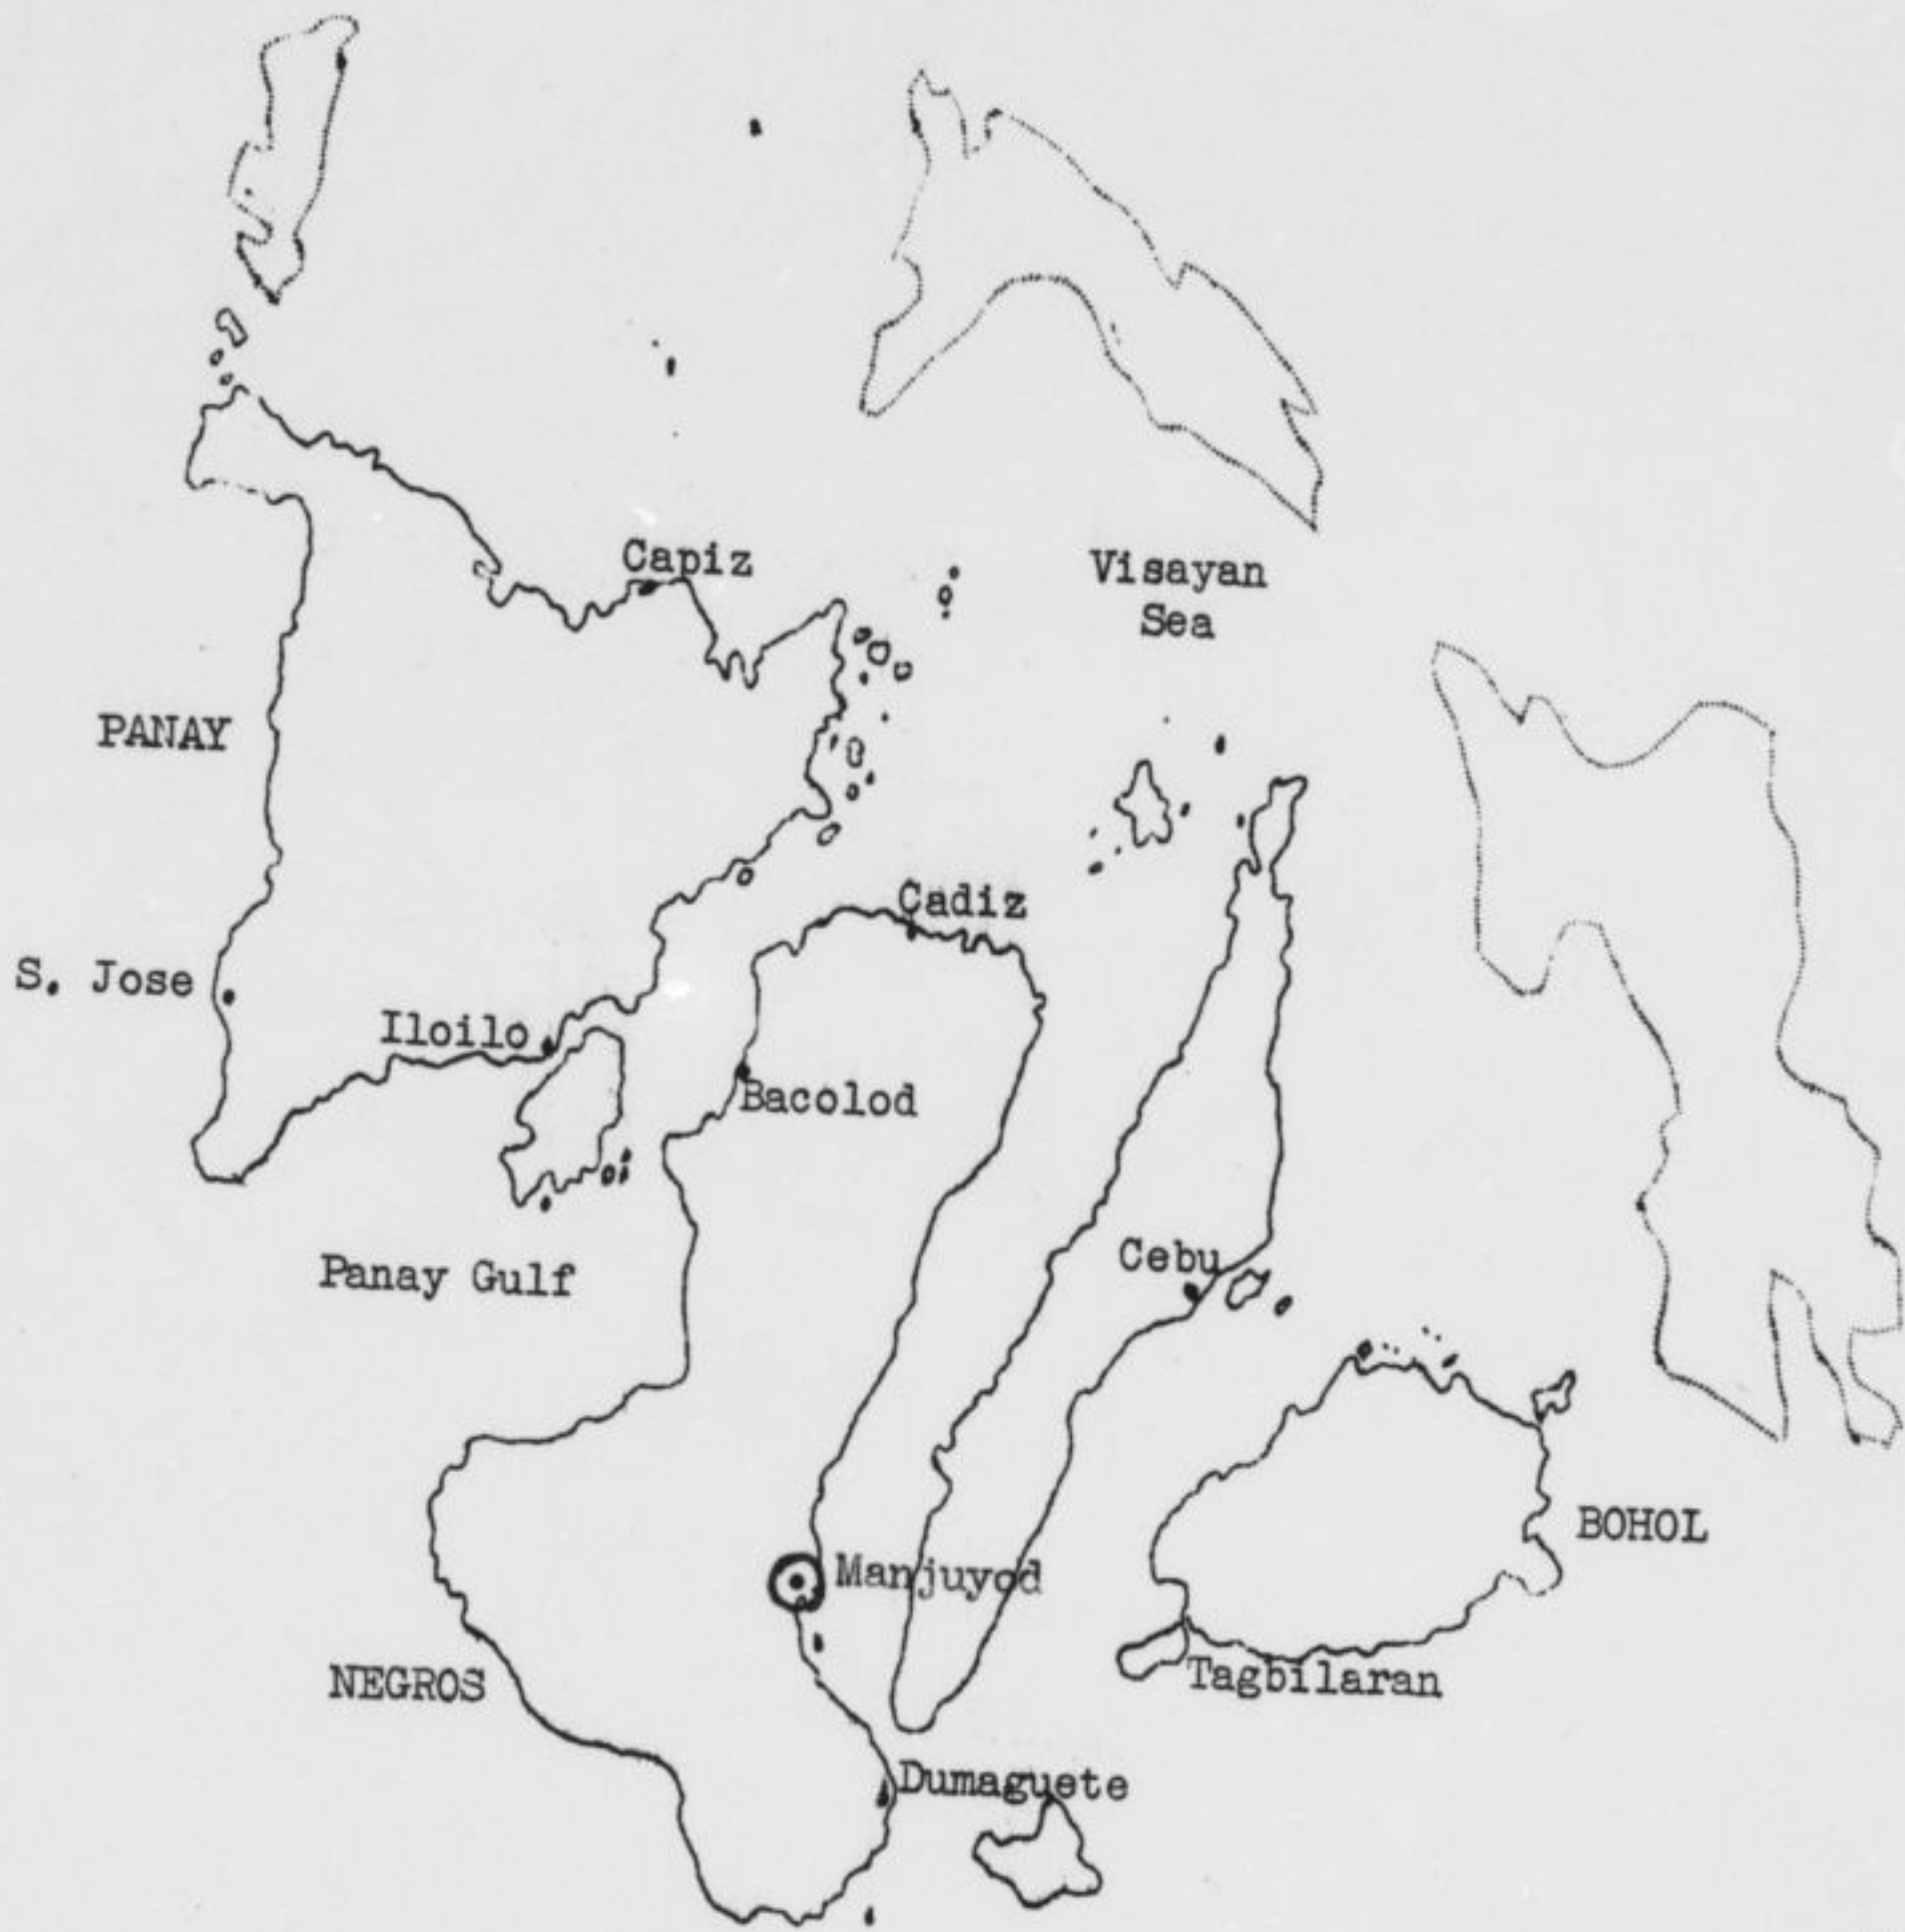 Capiz
Visayan
Sea
PANAY
Cadiz
S. Jose
Iloilo
Bacolod
Cebu
Panay Gulf
BOHOL
Manjuyod
NEGROS
Tagbilaran
Dumaguete